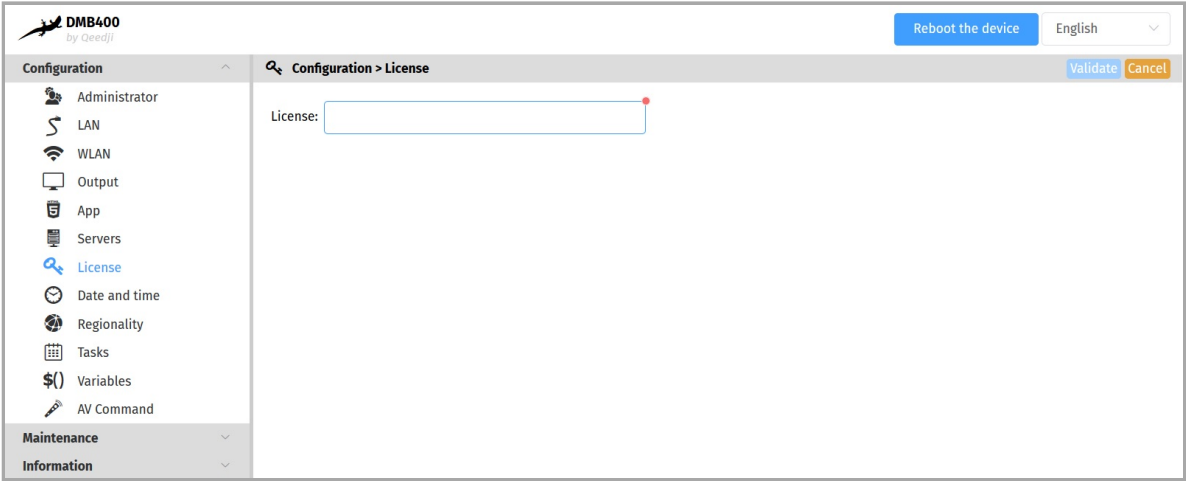 DMB400
by Qeedji
Reboot the device
English
Configuration
Configuration > License
Validate
Cancel
Administrator
LAN
WLAN
Output
App
Servers
License
Date and time
Regionality
Tasks
$() Variables
AV Command
Maintenance
Information
License: